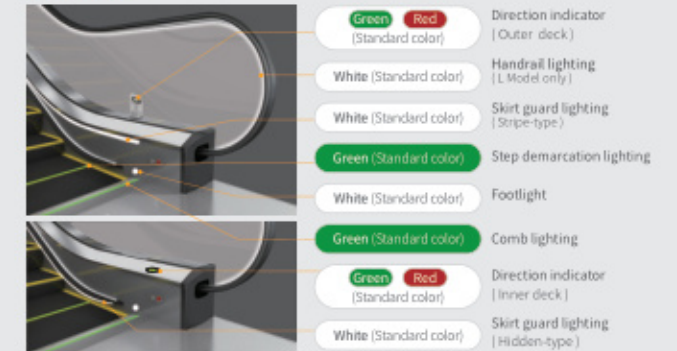 Green Red
(Standard color)
Direction indicator
[Outer deck]
White (Standard color)
Handrail lighting
[L Model only]
White (Standard color)
Skirt guard lighting
[Stripe-type]
Green (Standard color)
Step demarcation lighting
White (Standard color)
Footlight
Green (Standard color)
Comb lighting
Green Red
(Standard color)
Direction indicator
[Inner deck]
White (Standard color)
Skirt guard lighting
[Hidden-type]